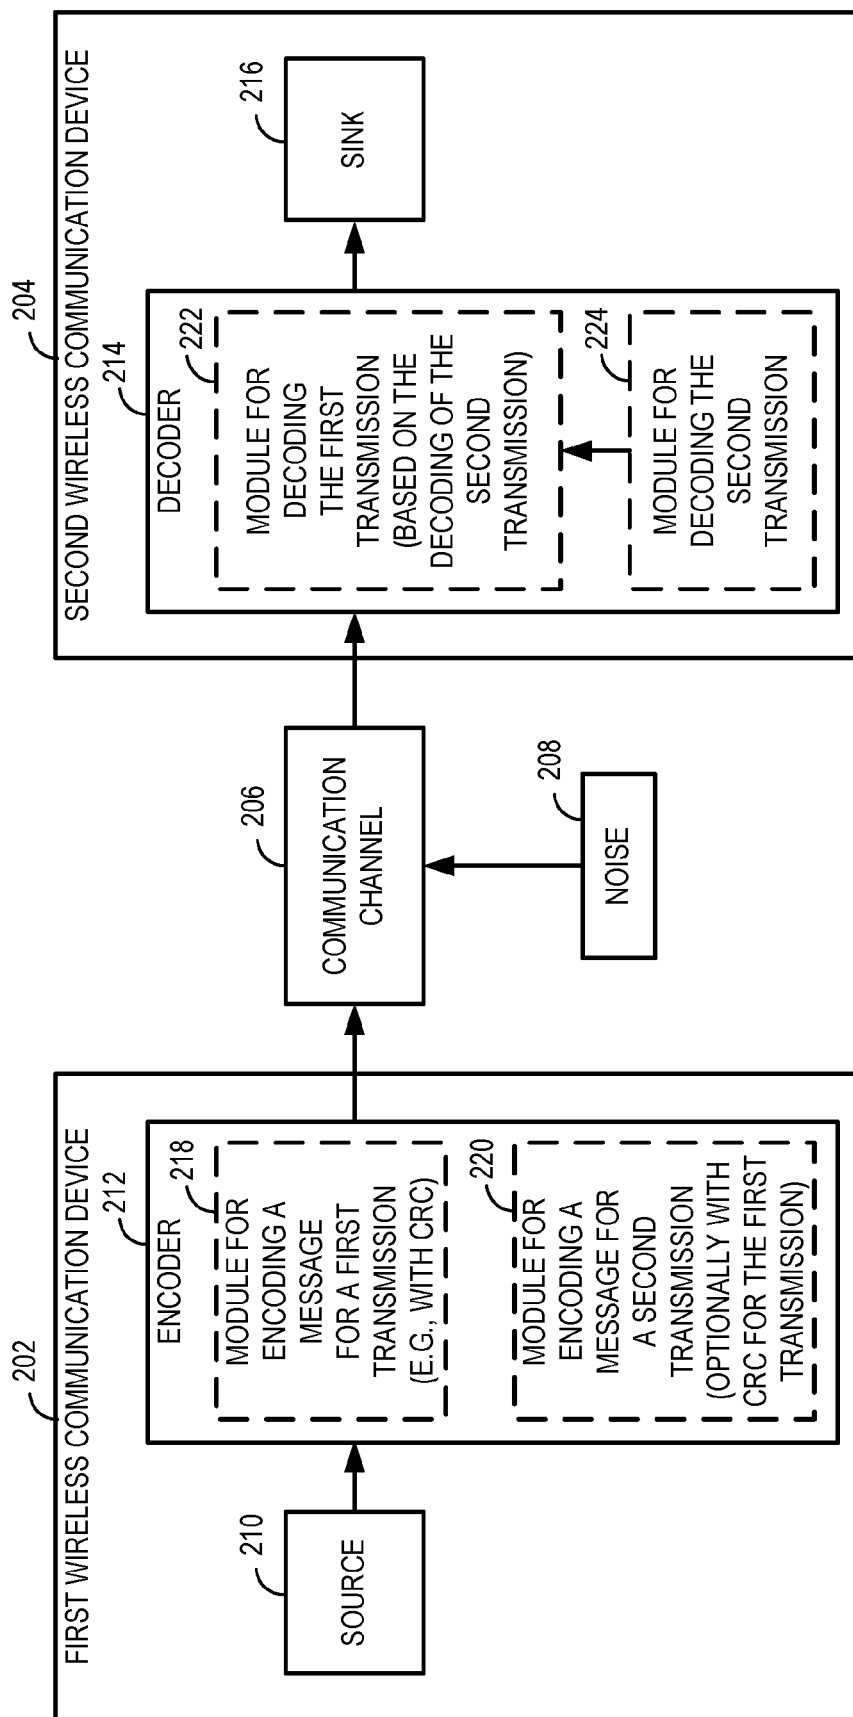 202
FIRST WIRELESS COMMUNICATION DEVICE
210
SOURCE
212
ENCODER
218
MODULE FOR
ENCODING A
MESSAGE
FOR A FIRST
TRANSMISSION
(E.G., WITH CRC)
220
MODULE FOR
ENCODING A
MESSAGE FOR
A SECOND
TRANSMISSION
(OPTIONALLY WITH
CRC FOR THE FIRST
TRANSMISSION)
206
COMMUNICATION
CHANNEL
208
NOISE
204
SECOND WIRELESS COMMUNICATION DEVICE
214
DECODER
222
MODULE FOR
DECODING
THE FIRST
TRANSMISSION
(BASED ON THE
DECODING OF THE
SECOND
TRANSMISSION)
224
MODULE FOR
DECODING THE
SECOND
TRANSMISSION
216
SINK